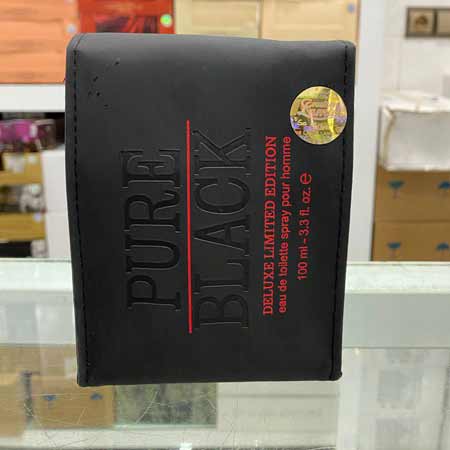 PURE
BLACK
DELUXE LIMITED EDITION
eau de toilette spray pour homme
100 ml ~ 3.3 fl. oz. e